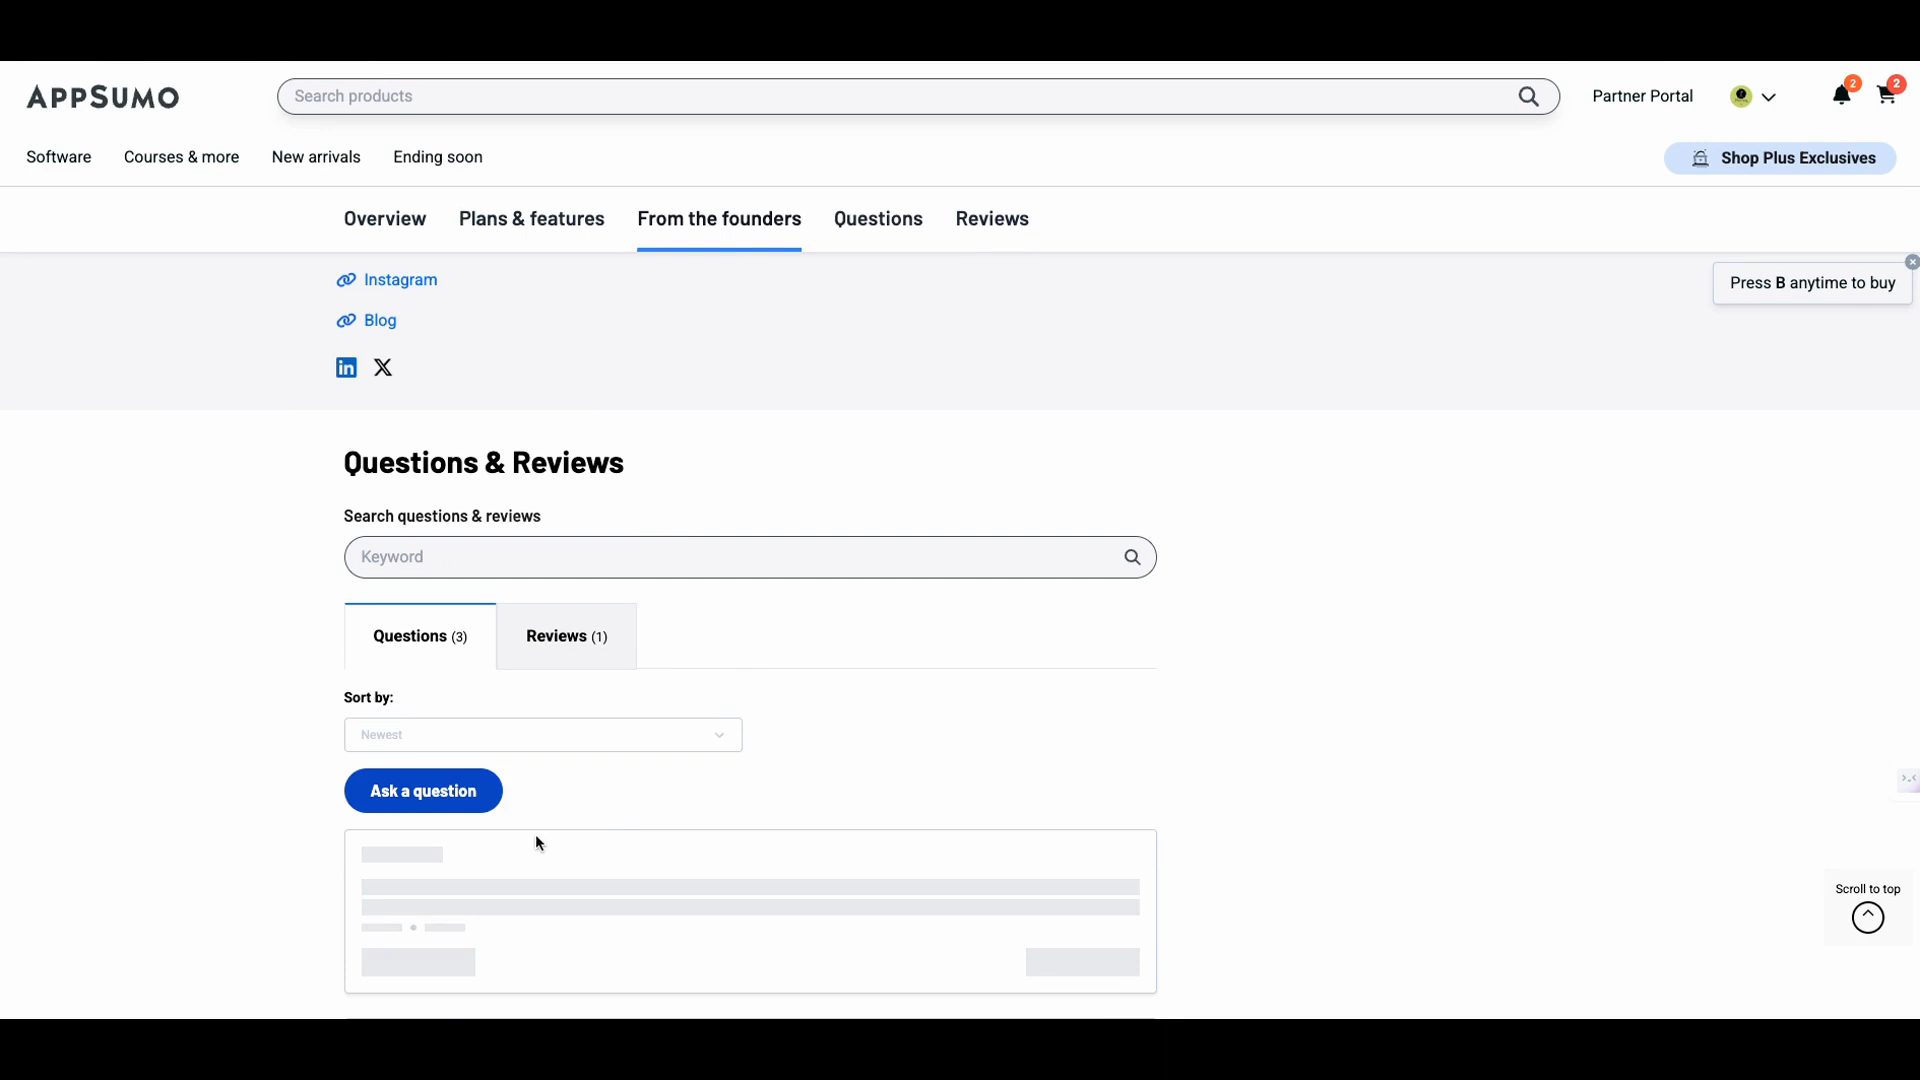 APPSUMO
Search products
Partner Portal
2
2
Software
Courses & more
New arrivals
Ending soon
Shop Plus Exclusives
Overview
Plans & features
From the founders
Questions
Reviews
Instagram
Press B anytime to buy
Blog
in X
Questions & Reviews
Search questions & reviews
Keyword
Questions (3)
Reviews (1)
Sort by:
Newest
Ask a question
Scroll to top